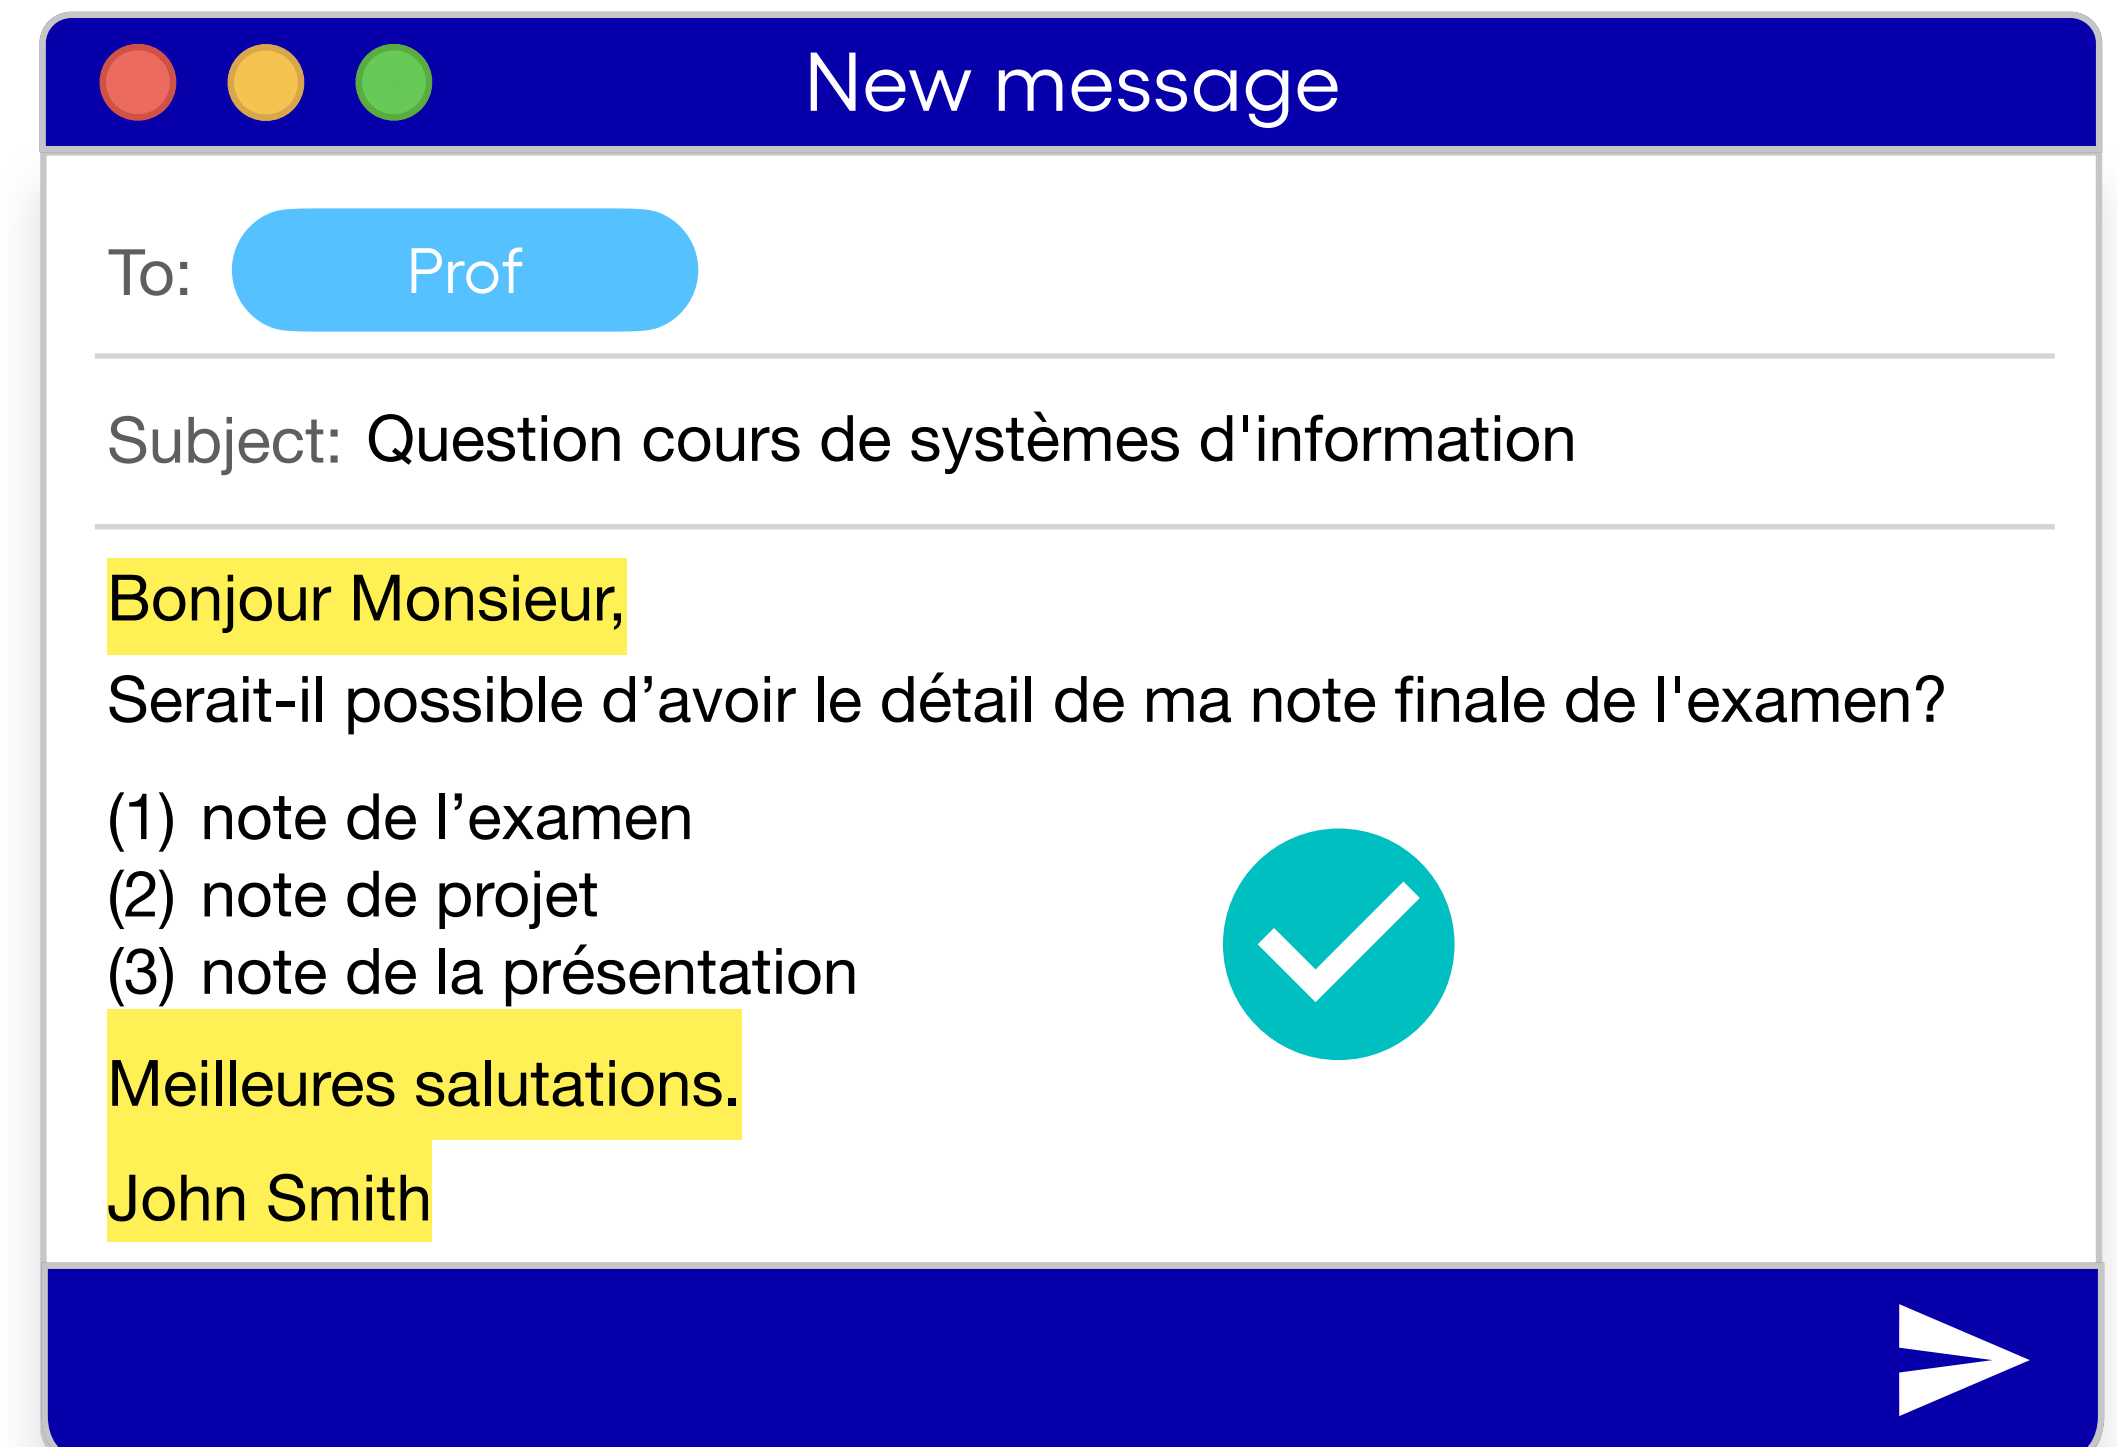 New message
To: Prof
Subject: Question cours de systèmes d'information
Bonjour Monsieur,
Serait-il possible d’avoir le détail de ma note finale de l'examen?
(1) note de l’examen
(2) note de projet
(3) note de la présentation
Meilleures salutations.
John Smith